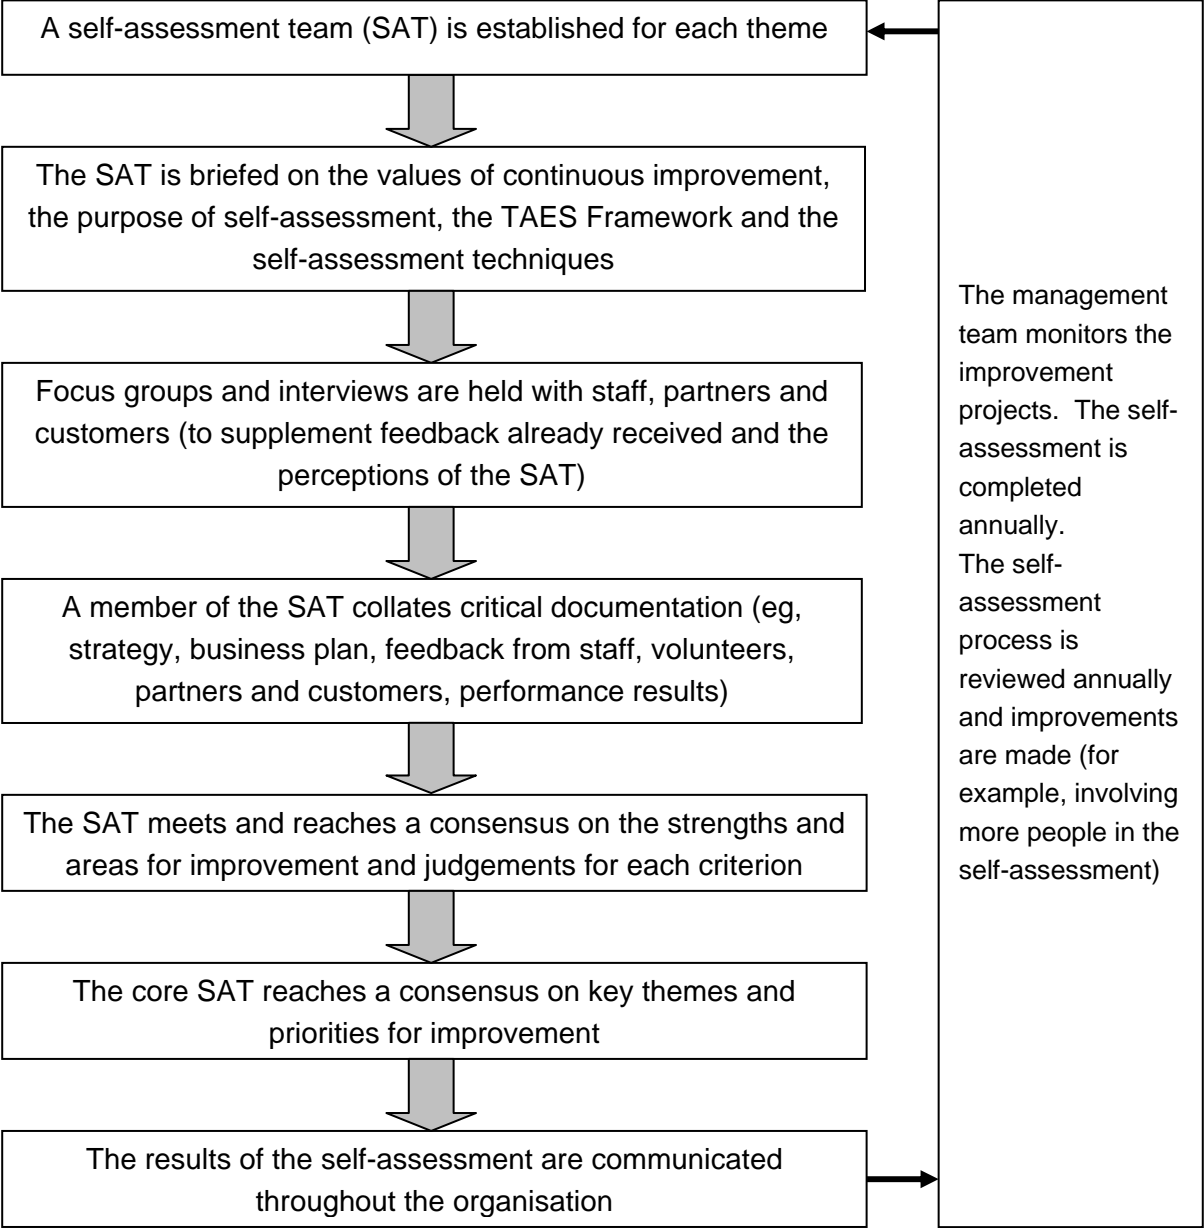 A self-assessment team (SAT) is established for each theme
The SAT is briefed on the values of continuous improvement,
the purpose of self-assessment, the TAES Framework and the
self-assessment techniques
Focus groups and interviews are held with staff, partners and
customers (to supplement feedback already received and the
perceptions of the SAT)
A member of the SAT collates critical documentation (eg,
strategy, business plan, feedback from staff, volunteers,
partners and customers, performance results)
The SAT meets and reaches a consensus on the strengths and
areas for improvement and judgements for each criterion
The core SAT reaches a consensus on key themes and
priorities for improvement
The results of the self-assessment are communicated
throughout the organisation
The management
team monitors the
improvement
projects.  The self-
assessment is
completed
annually.
The self-
assessment
process is
reviewed annually
and improvements
are made (for
example, involving
more people in the
self-assessment)